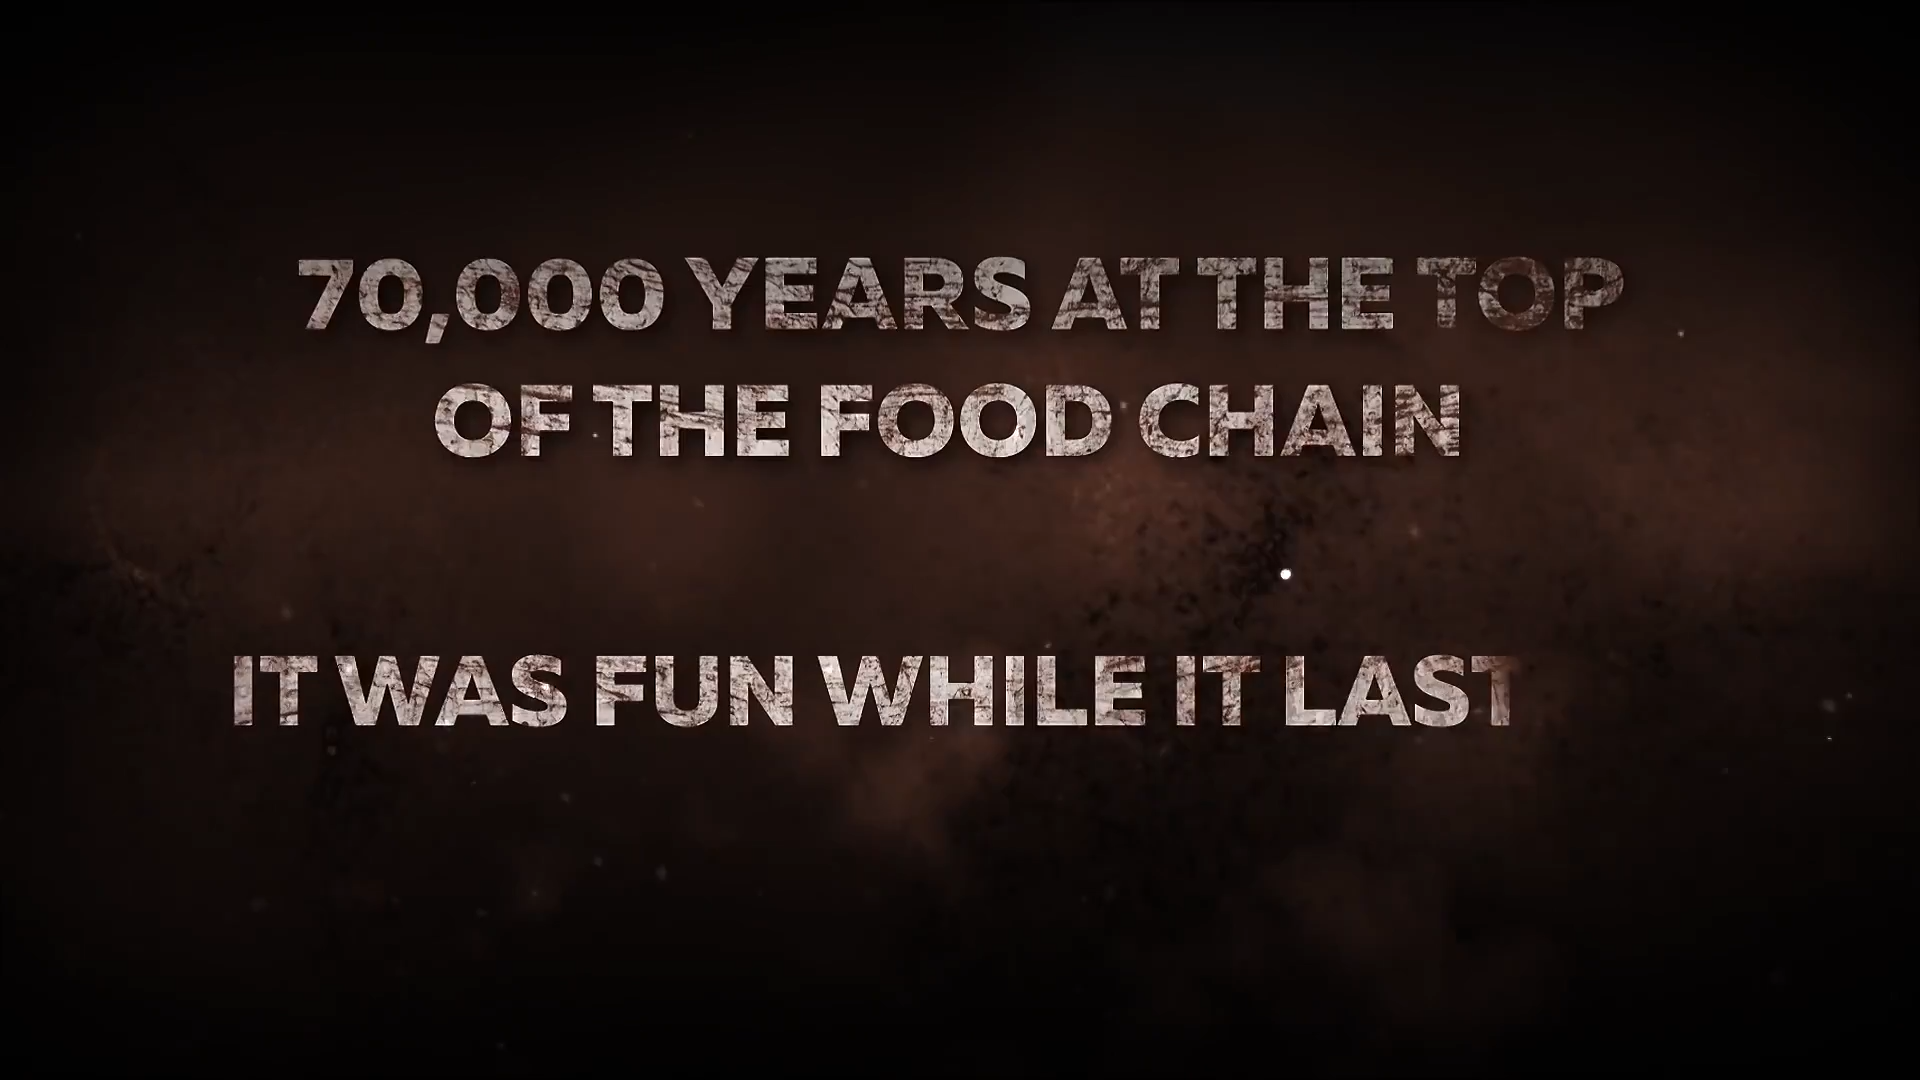 70,000 YEARS AT THE TOP
OF THE FOOD CHAIN
IT WAS FUN WHILE IT LAST